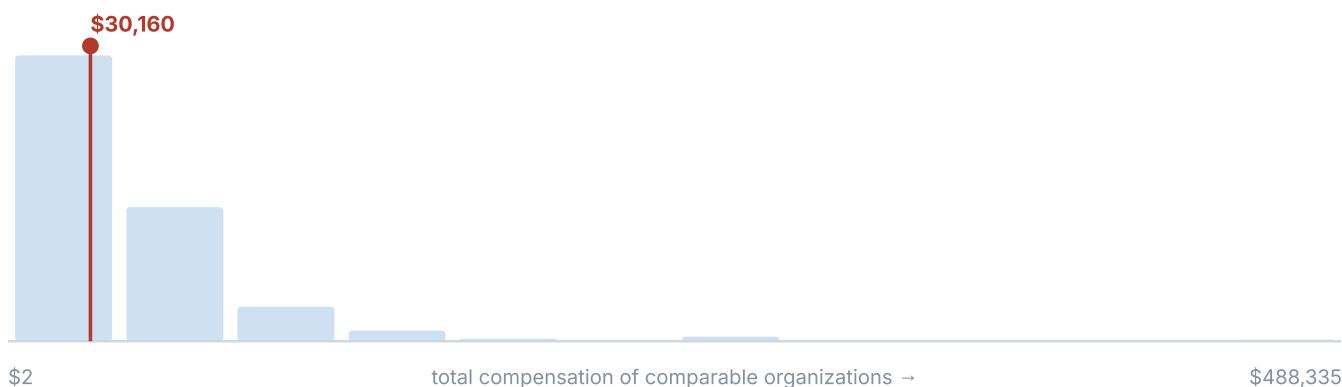 $30,160
$2 total compensation of comparable organizations → $488,335